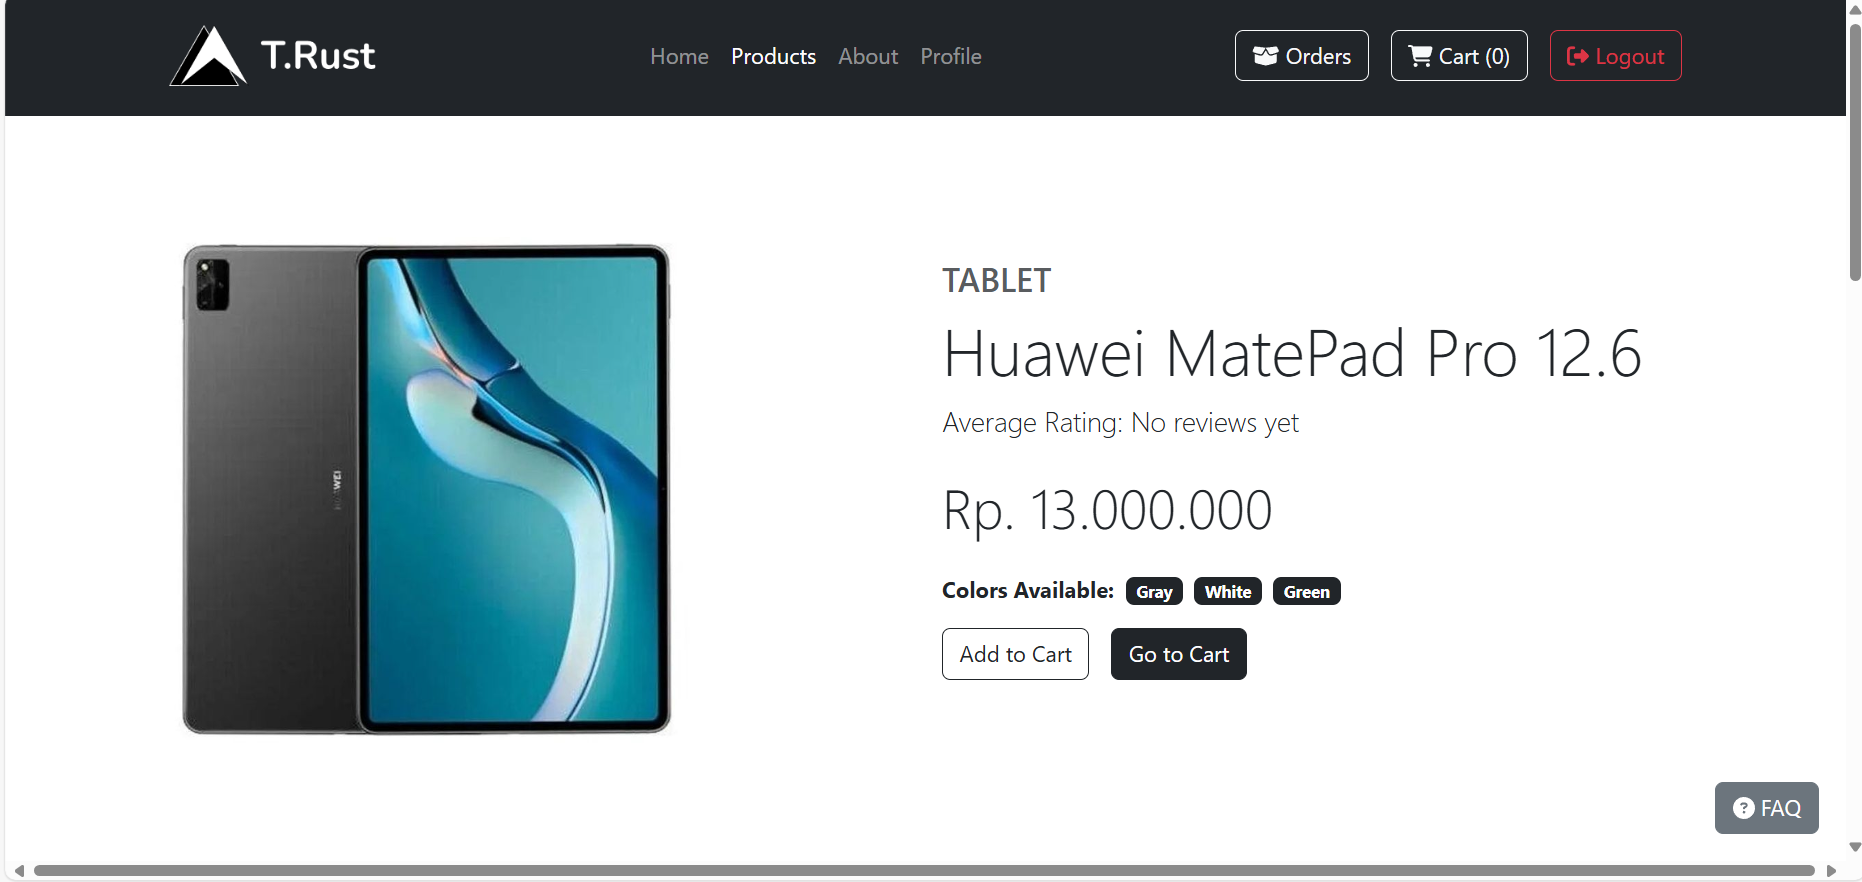 T.Rust
Home Products About Profile
Orders Cart (0) Logout
TABLET
Huawei MatePad Pro 12.6
Average Rating: No reviews yet
Rp. 13.000.000
Colors Available: Gray White Green
Add to Cart Go to Cart
HUAWEI
FAQ